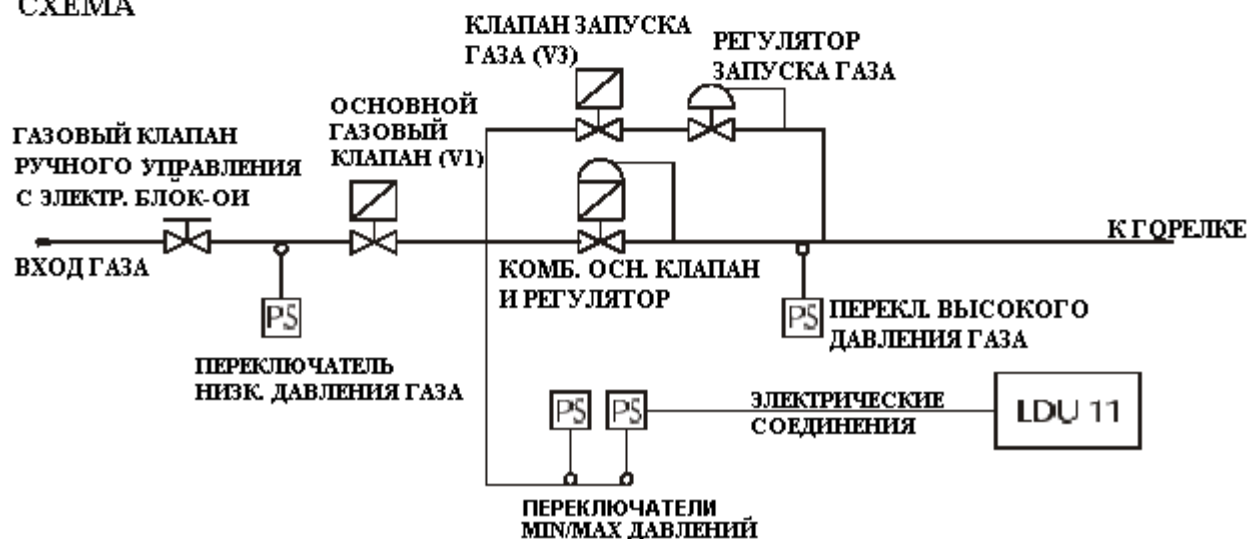 СХЕМА
КЛАПАН ЗАПУСКА
ГАЗА (V3)
РЕГУЛЯТОР
ЗАПУСКА ГАЗА
ОСНОВНОЙ
ГАЗОВЫЙ
КЛАПАН (V1)
ГАЗОВЫЙ КЛАПАН
РУЧНОГО УПРАВЛЕНИЯ
С ЭЛЕКТР. БЛОК-ОЙ
ВХОД ГАЗА
К ГОРЕЛКЕ
КОМБ. ОСН. КЛАПАН
И РЕГУЛЯТОР
PS
PS
ПЕРЕКЛ. ВЫСОКОГО
ДАВЛЕНИЯ ГАЗА
ПЕРЕКЛЮЧАТЕЛЬ
НИЗК. ДАВЛЕНИЯ ГАЗА
PS
PS
ЭЛЕКТРИЧЕСКИЕ
СОЕДИНЕНИЯ
LDU 11
ПЕРЕКЛЮЧАТЕЛИ
MIN/MAX ДАВЛЕНИЙ